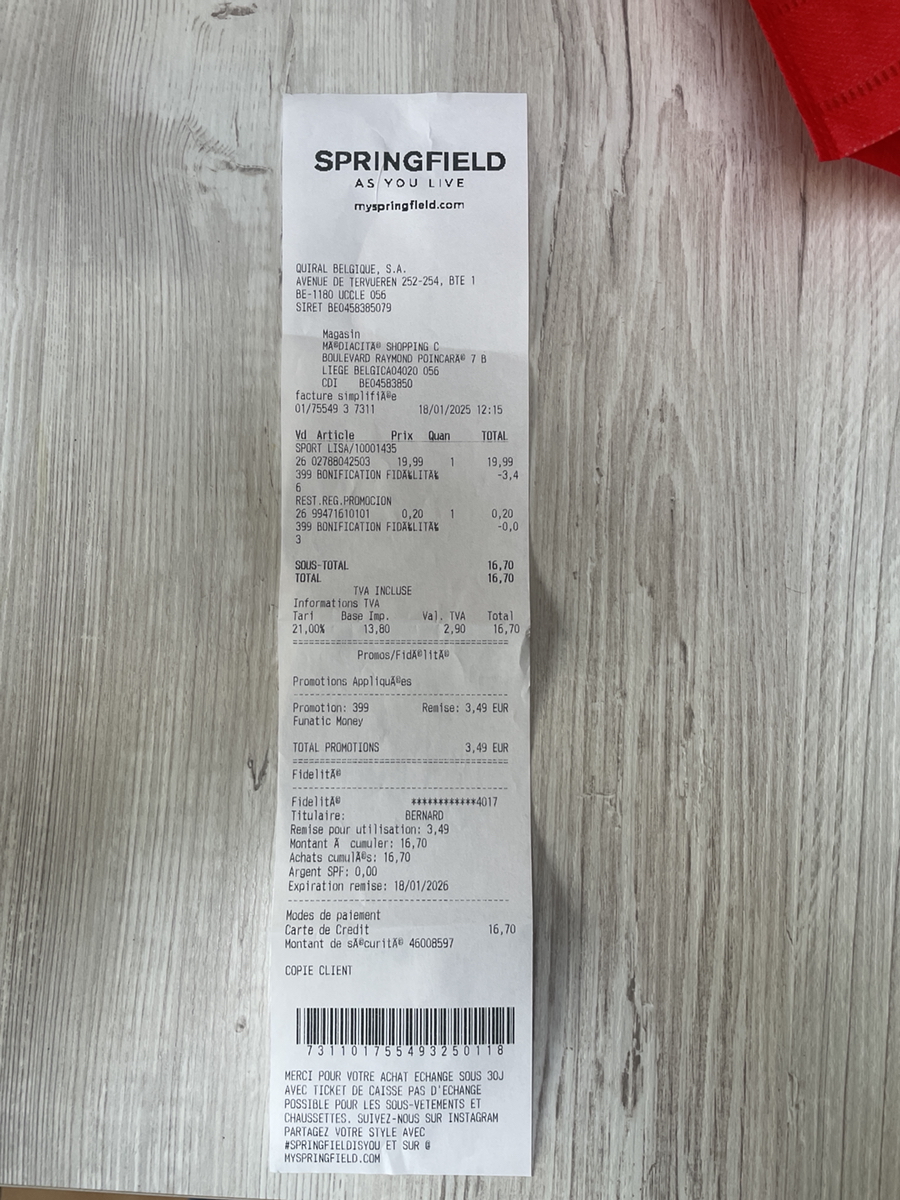 SPRINGFIELD
AS YOU LIVE
myspringfield.com
QUIRAL BELGIQUE, S.A.
AVENUE DE TERVUEREN 252-254, BTE 1
BE-1180 UCCLE 056
SIRET BE0458385079
Magasin
MÃ©DIACITÃ© SHOPPING C
BOULEVARD RAYMOND POINCARÃ© 7 B
LIEGE BELGICA04020 056
CDI BE04583850
facture simplifiÃ©e
01/75549 3 7311 18/01/2025 12:15
Vd Article Prix Quan TOTAL
SPORT LISA/10001435
26 02788042503 19,99 1 19,99
399 BONIFICATION FIDÃ‰LITÃ‰ -3,4
6
REST.REG.PROMOCION
26 99471610101 0,20 1 0,20
399 BONIFICATION FIDÃ‰LITÃ‰ -0,0
3
SOUS-TOTAL 16,70
TOTAL 16,70
TVA INCLUSE
Informations TVA
Tari Base Imp. Val. TVA Total
21,00% 13,80 2,90 16,70
==========================================
Promos/FidÃ©litÃ©
Promotions AppliquÃ©es
------------------------------------------
Promotion: 399 Remise: 3,49 EUR
Funatic Money
TOTAL PROMOTIONS 3,49 EUR
==========================================
FidelitÃ©
------------------------------------------
FidelitÃ© ************4017
Titulaire: BERNARD
Remise pour utilisation: 3,49
Montant Ã cumuler: 16,70
Achats cumulÃ©s: 16,70
Argent SPF: 0,00
Expiration remise: 18/01/2026
------------------------------------------
Modes de paiement
Carte de Credit 16,70
Montant de sÃ©curitÃ© 46008597
COPIE CLIENT
731101755493250118
MERCI POUR VOTRE ACHAT ECHANGE SOUS 30J
AVEC TICKET DE CAISSE PAS D'ECHANGE
POSSIBLE POUR LES SOUS-VETEMENTS ET
CHAUSSETTES. SUIVEZ-NOUS SUR INSTAGRAM
PARTAGEZ VOTRE STYLE AVEC
#SPRINGFIELDISYOU ET SUR @
MYSPRINGFIELD.COM